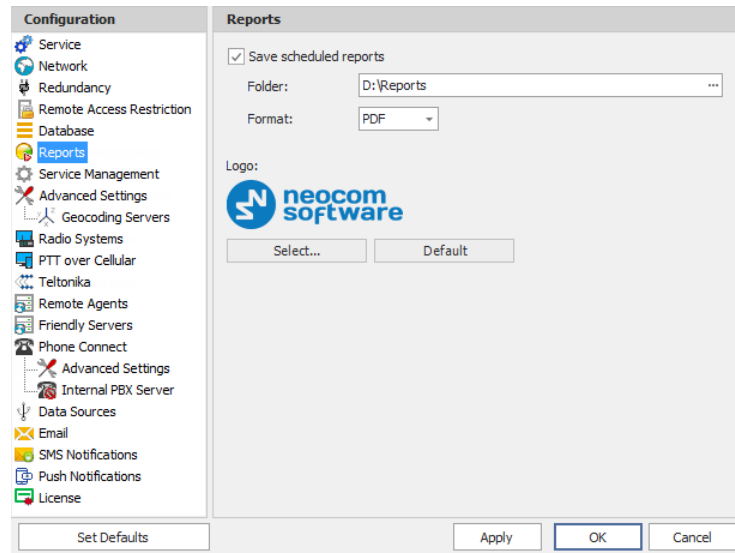 Configuration
Service
Network
Redundancy
Remote Access Restriction
Database
Reports
Service Management
Advanced Settings
Geocoding Servers
Radio Systems
PTT over Cellular
Teltonika
Remote Agents
Friendly Servers
Phone Connect
Advanced Settings
Internal PBX Server
Data Sources
Email
SMS Notifications
Push Notifications
License
Set Defaults
Reports
Save scheduled reports
Folder: D:\Reports ...
Format: PDF
Logo:
neocom
software
Select... Default
Apply OK Cancel